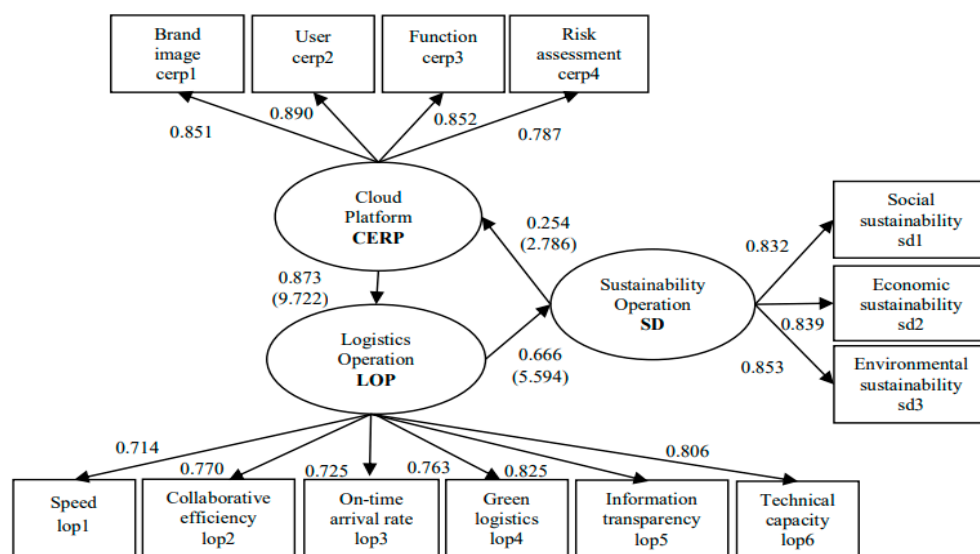 Brand
image
cerp1
User
cerp2
Function
cerp3
Risk
assessment
cerp4
0.851
0.890
0.852
0.787
Cloud
Platform
CERP
0.254
(2.786)
0.873
(9.722)
Sustainability
Operation
SD
0.832
0.839
0.853
Social
sustainability
sd1
Economic
sustainability
sd2
Environmental
sustainability
sd3
Logistics
Operation
LOP
0.666
(5.594)
0.714
0.770
0.725
0.763
0.825
0.806
Speed
lop1
Collaborative
efficiency
lop2
On-time
arrival rate
lop3
Green
logistics
lop4
Information
transparency
lop5
Technical
capacity
lop6